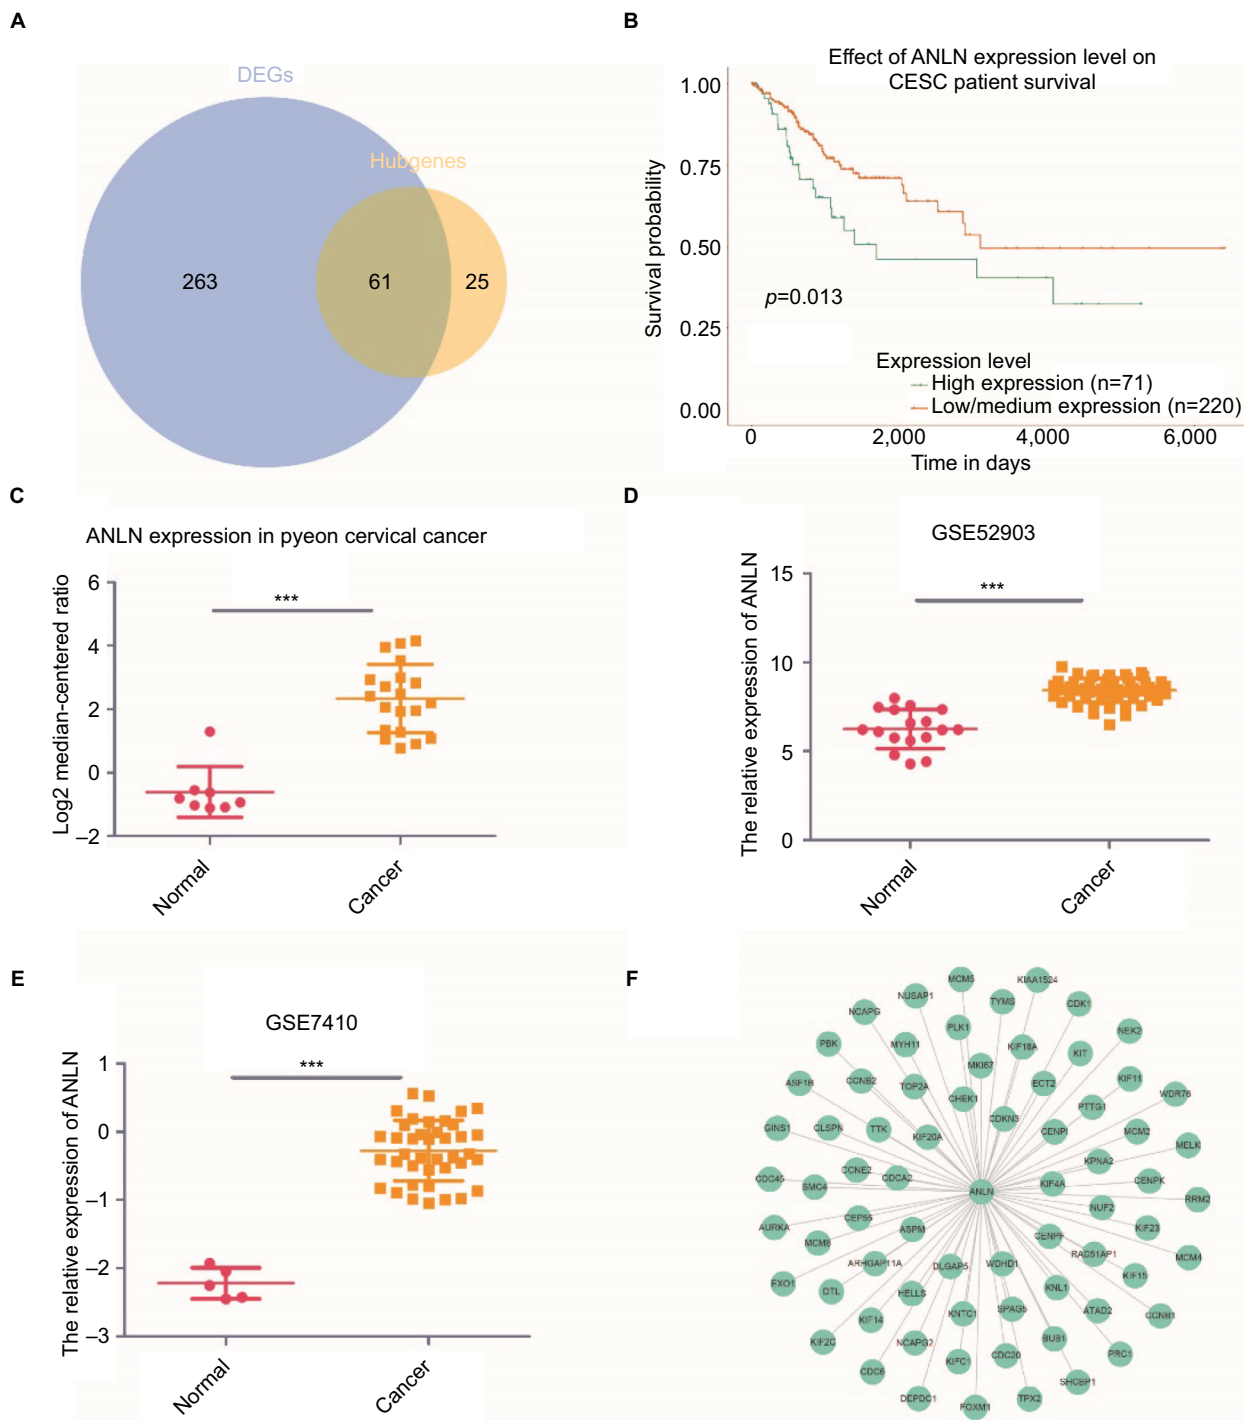 A
DEGs
Hubgenes
263
61
25
B
Effect of ANLN expression level on
CESC patient survival
Survival probability
1.00
0.75
0.50
0.25
0.00
p=0.013
Expression level
High expression (n=71)
Low/medium expression (n=220)
0
2,000
4,000
6,000
Time in days
C
ANLN expression in pyeon cervical cancer
Log2 median-centered ratio
6
4
2
0
–2
***
Normal
Cancer
D
GSE52903
The relative expression of ANLN
15
10
5
0
***
Normal
Cancer
E
GSE7410
The relative expression of ANLN
1
0
–1
–2
–3
***
Normal
Cancer
F
MCM5
KIAA1524
NUSAP1
TYMS
CDK1
NCAPG
PLK1
NEK2
PBK
MYH11
KIF18A
KIT
MKI67
ASF1B
CCNB2
TOP2A
ECT2
KIF11
WDR76
CHEK1
PTTG1
CDKN3
GINS1
CLSPN
TTK
KIF20A
CENPI
MCM2
MELK
CCNE2
KPNA2
CDC45
SMC4
CDCA2
ANLN
KIF4A
CENPK
RRM2
NUF2
AURKA
CEP55
ASPM
KIF23
MCM8
CENPF
RAD51AP1
MCM4
ARHGAP11A
DLGAP5
WDHD1
KIF15
EXO1
DTL
HELLS
KNL1
KIF14
KNTC1
SPAG5
ATAD2
CCNB1
KIF2C
NCAPG2
BUB1
PRC1
CDC6
KIFC1
CDC20
SHCBP1
DEPDC1
FOXM1
TPX2